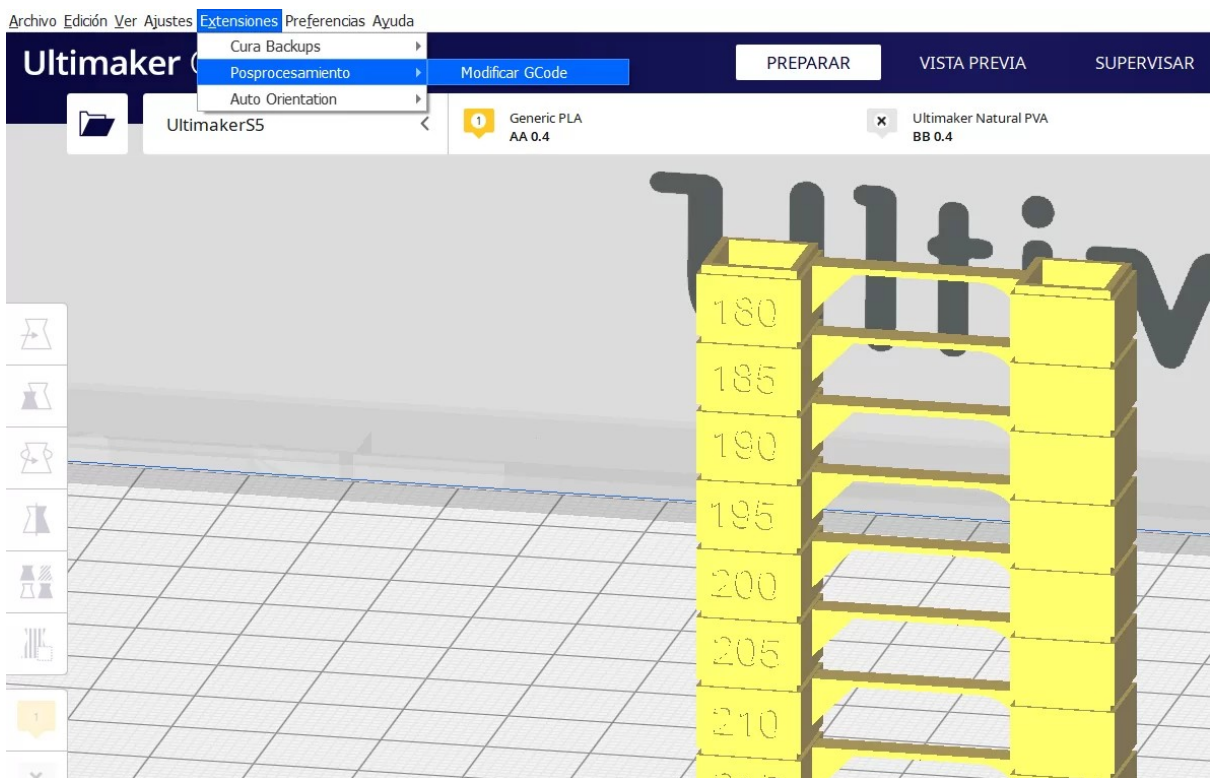 Archivo Edición Ver Ajustes Extensiones Preferencias Ayuda
Cura Backups
Posprocesamiento
Auto Orientation
Modificar GCode
Ultimaker
PREPARAR
VISTA PREVIA
SUPERVISAR
UltimakerS5
1
Generic PLA
AA 0.4
Ultimaker Natural PVA
BB 0.4
180
185
190
195
200
205
210
1